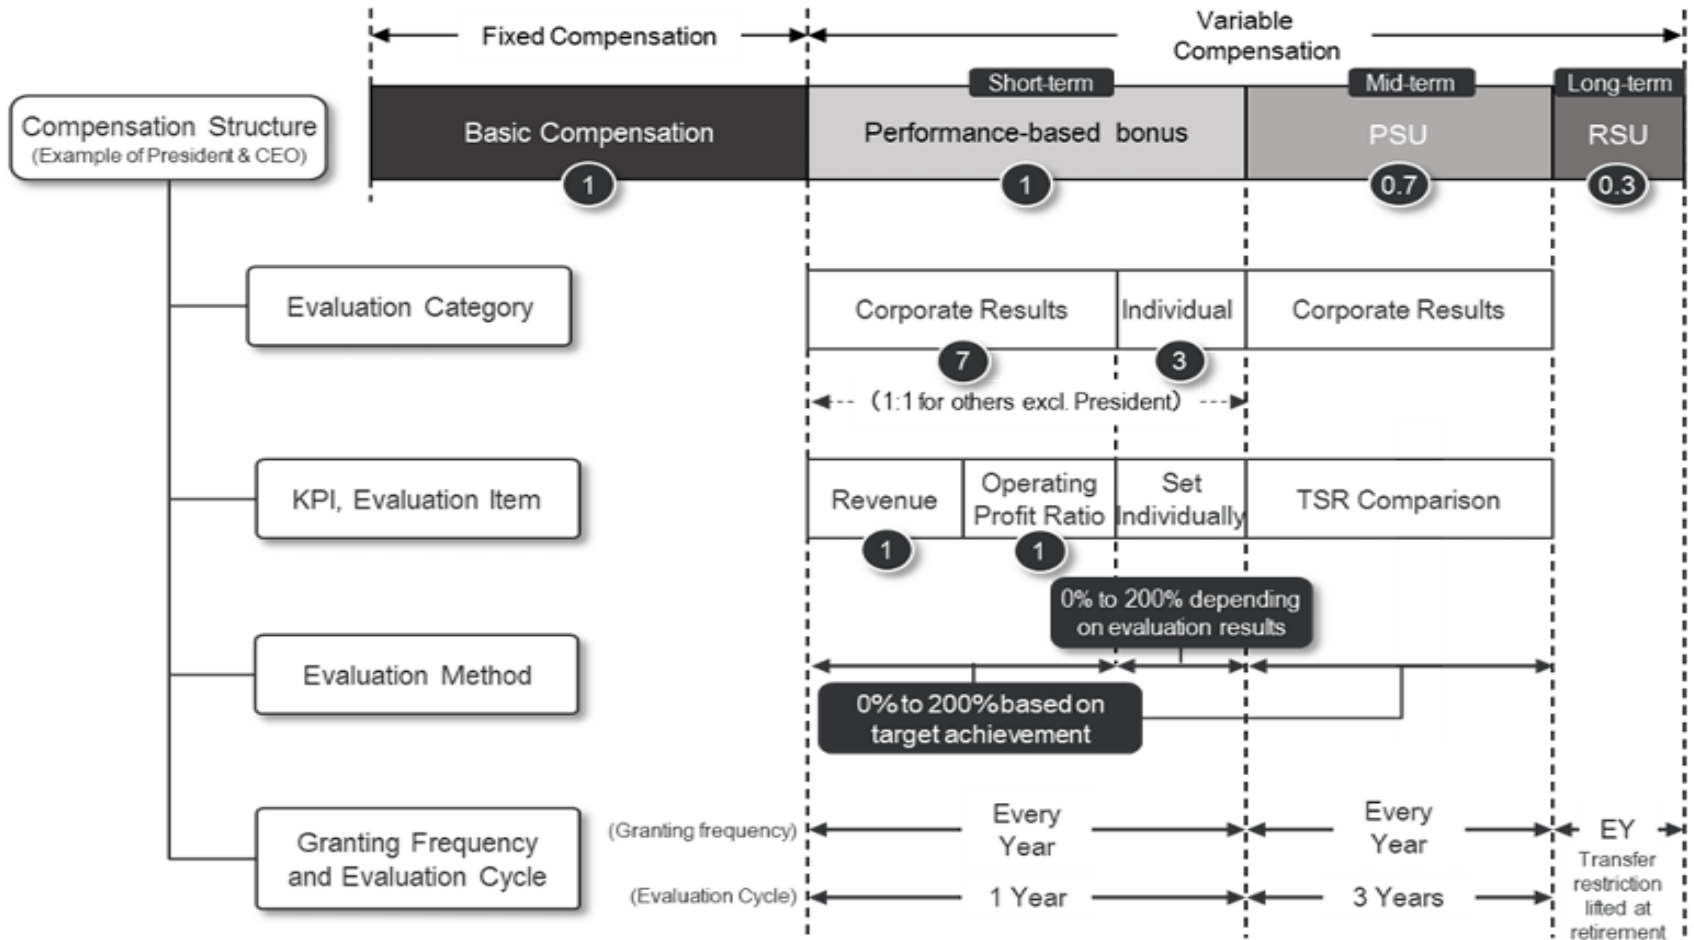 Fixed Compensation
Variable
Compensation
Short-term
Mid-term
Long-term
Compensation Structure
(Example of President & CEO)
Basic Compensation
Performance-based bonus
PSU
RSU
1
1
0.7
0.3
Evaluation Category
Corporate Results
Individual
Corporate Results
7
3
(1:1 for others excl. President)
KPI, Evaluation Item
Revenue
Operating
Profit Ratio
Set
Individually
TSR Comparison
1
1
0% to 200% depending
on evaluation results
Evaluation Method
0% to 200% based on
target achievement
Granting Frequency
and Evaluation Cycle
(Granting frequency)
Every
Year
Every
Year
EY
Transfer
restriction
lifted at
retirement
(Evaluation Cycle)
1 Year
3 Years